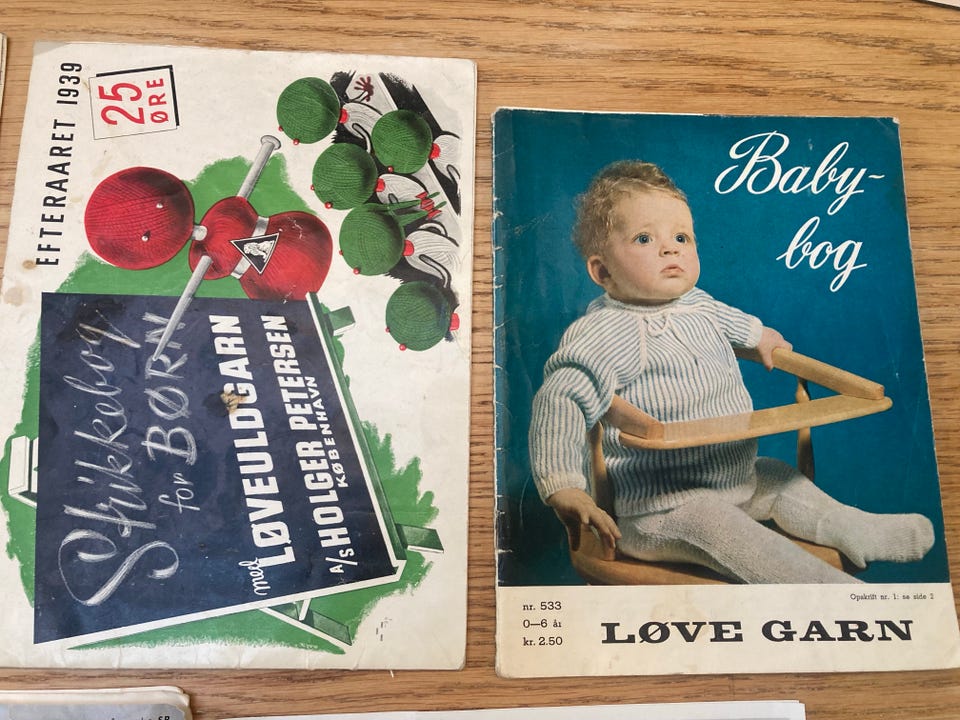 EFTERAARET 1939
25
ØRE
Strikkebog
for BØRN
med
LØVEULDGARN
A/S HOLGER PETERSEN
KØBENHAVN
Baby-
bog
Opskrift nr. 1: se side 2
nr. 533
0—6 år
kr. 2.50
LØVE GARN